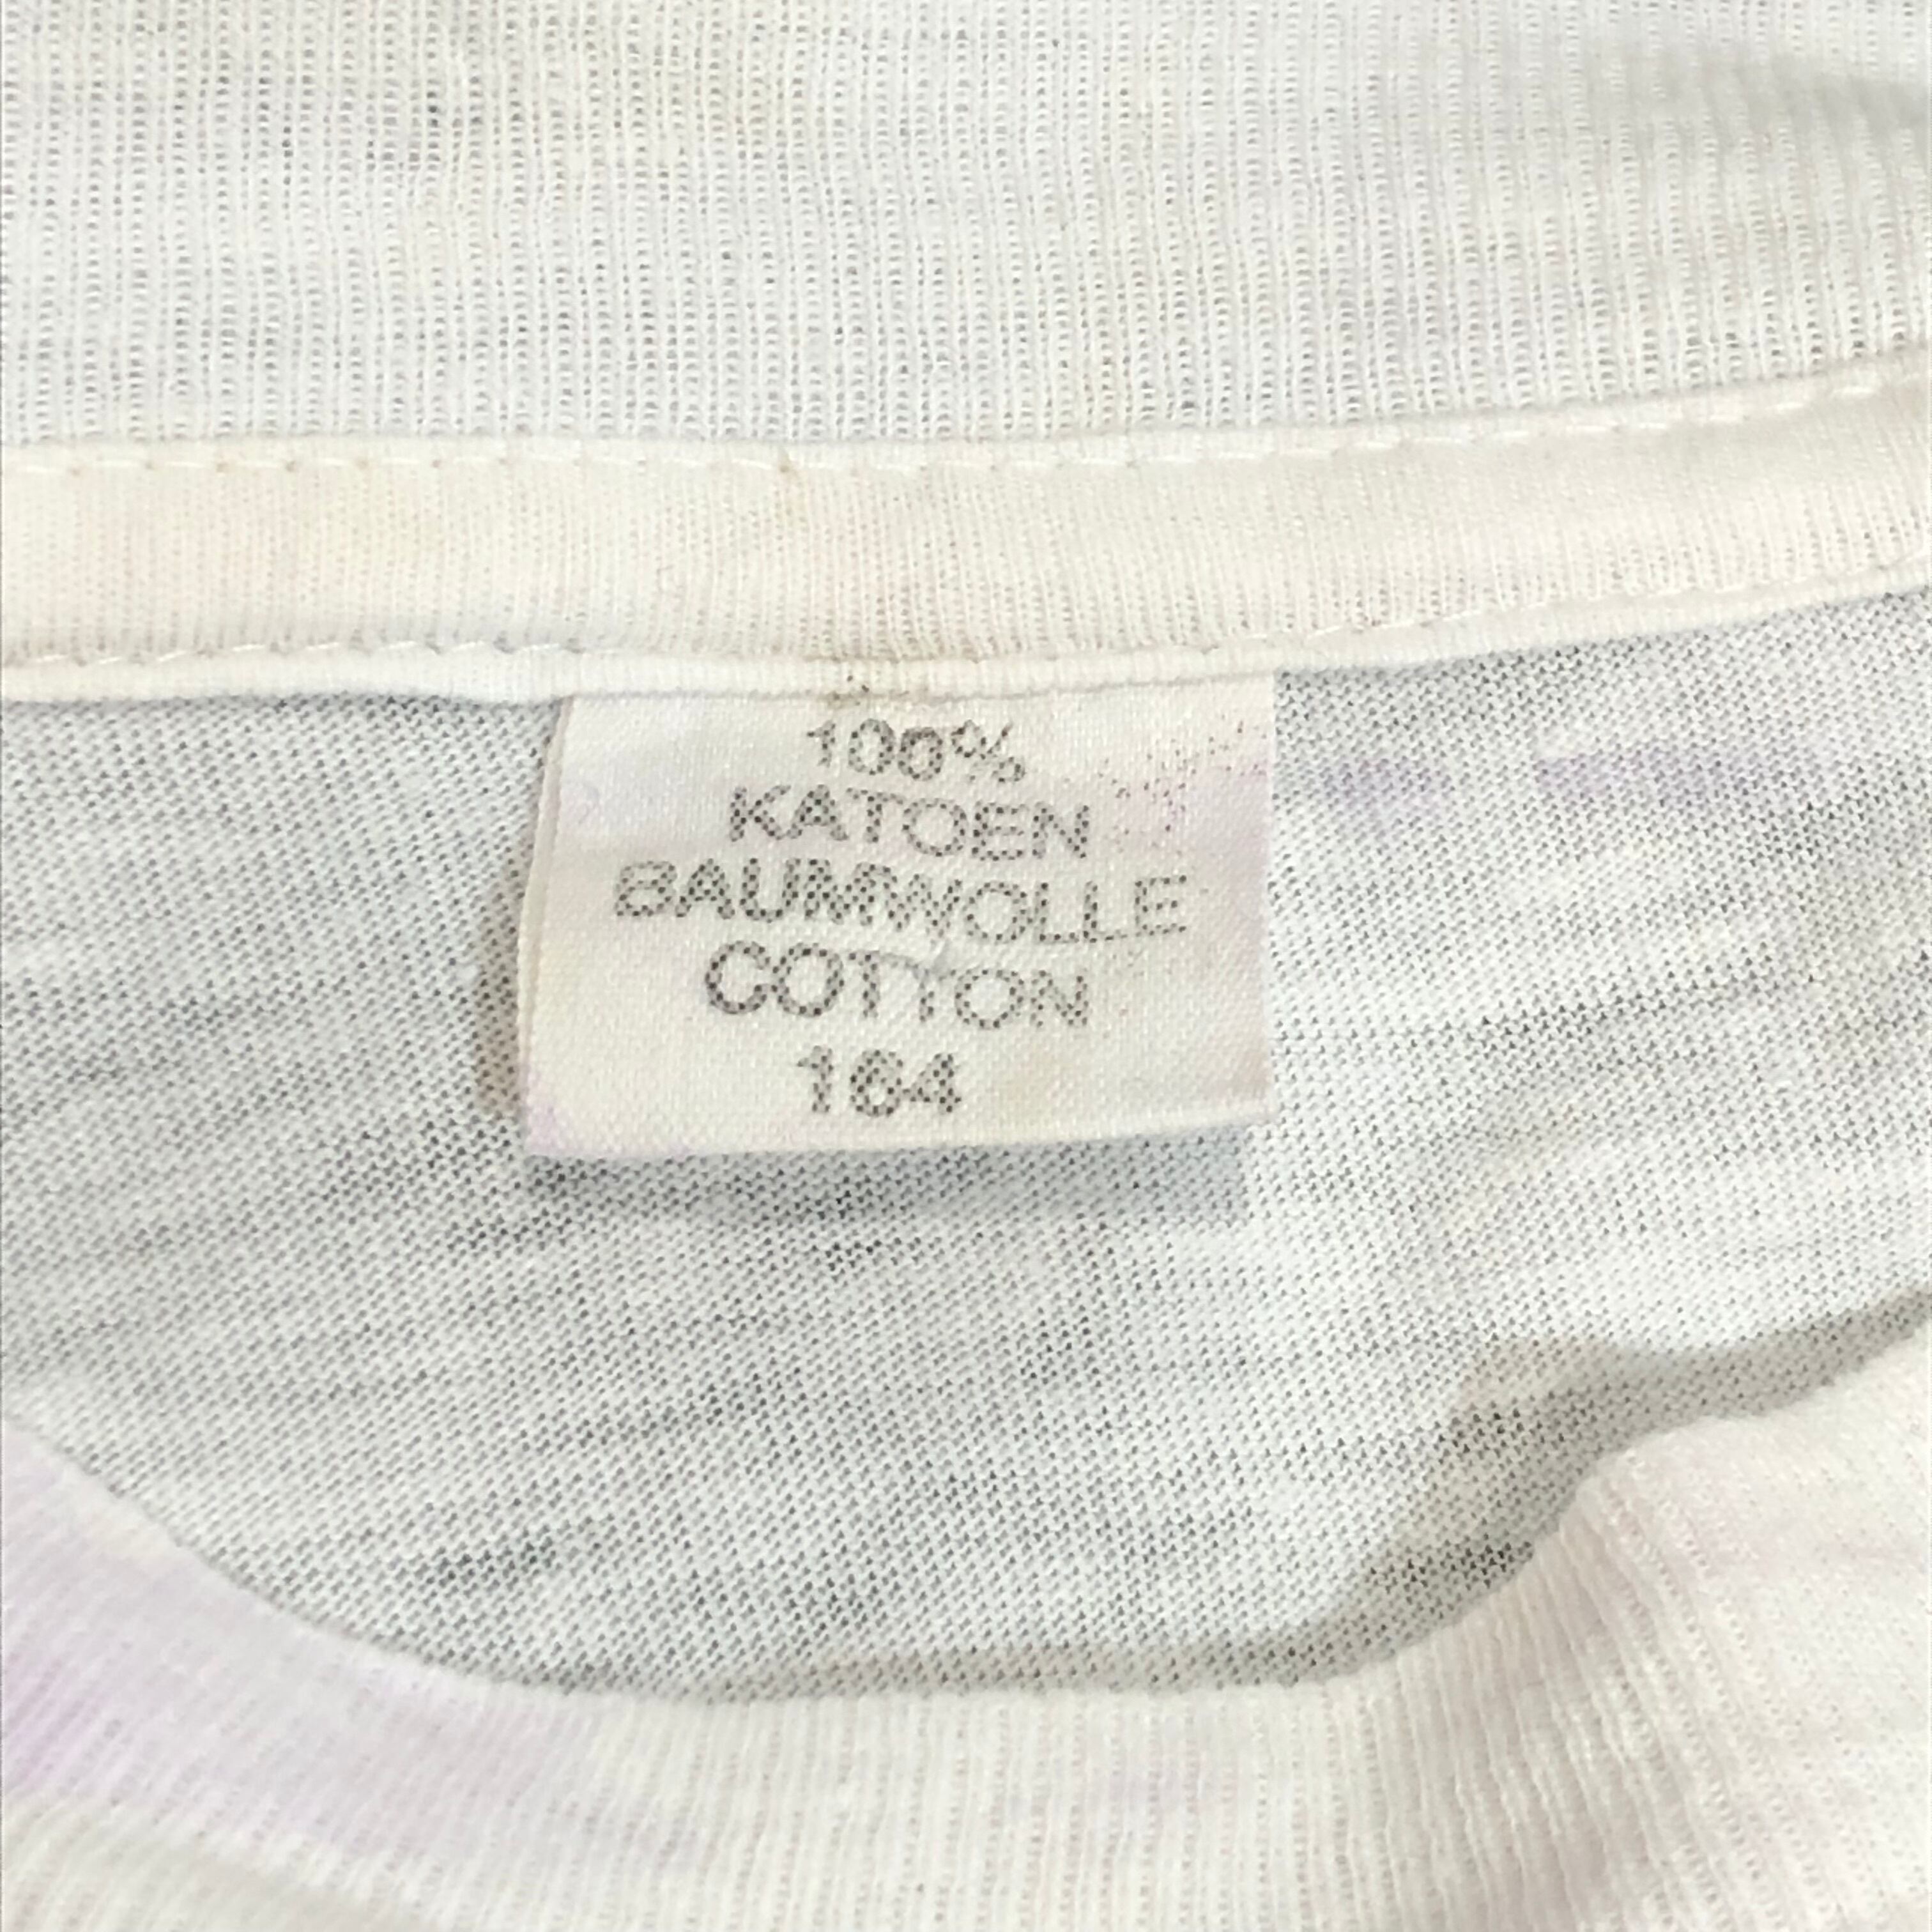 100%
KATOEN
BAUMWOLLE
COTTON
164